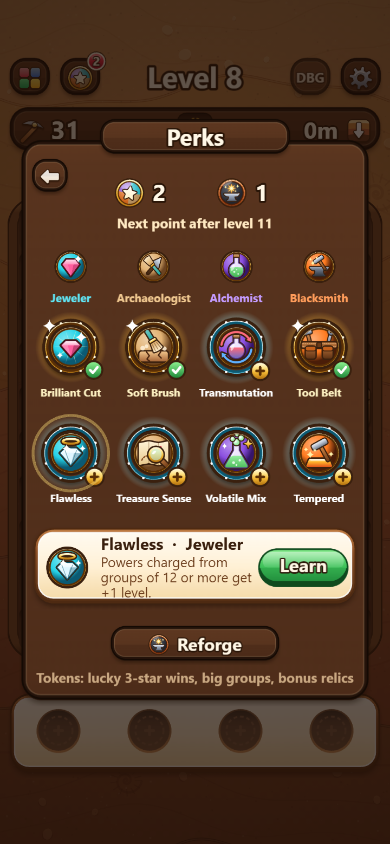 2
Level 8
DBG
31
0m
Perks
2
1
Next point after level 11
Jeweler
Archaeologist
Alchemist
Blacksmith
Brilliant Cut
Soft Brush
Transmutation
Tool Belt
Flawless
Treasure Sense
Volatile Mix
Tempered
Flawless · Jeweler
Powers charged from
groups of 12 or more get
+1 level.
Learn
Reforge
Tokens: lucky 3-star wins, big groups, bonus relics